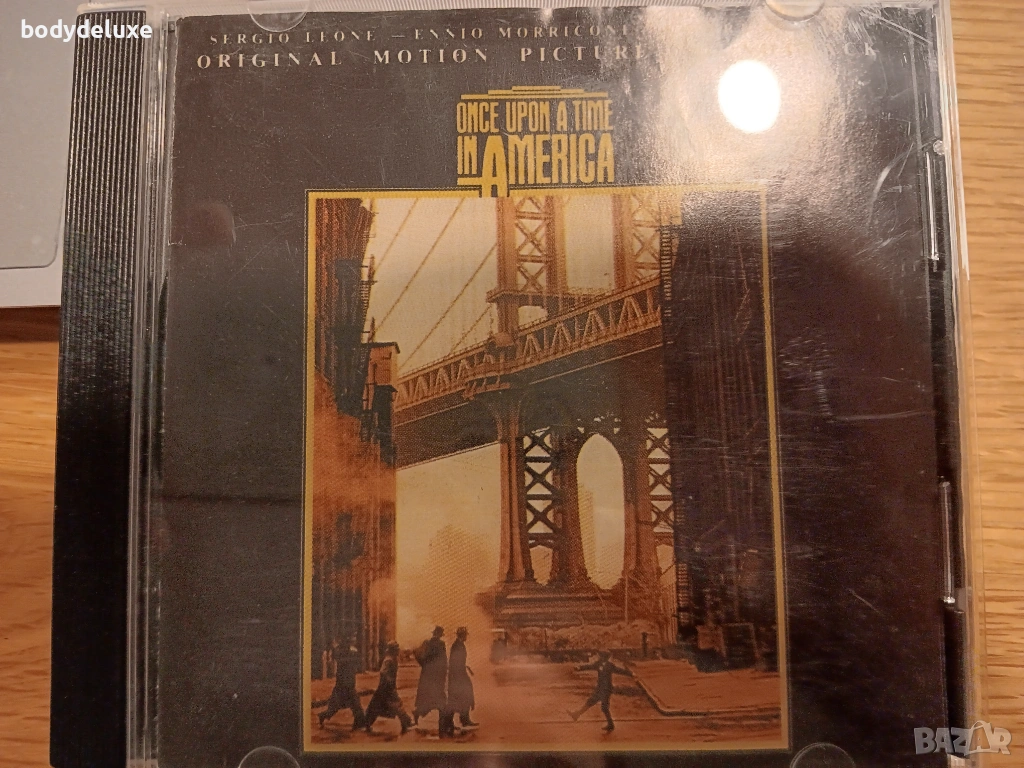 bodydeluxe
SERGIO LEONE – ENNIO MORRICONE
ORIGINAL MOTION PICTURE
ONCE UPON A TIME
IN AMERICA
BAZAR